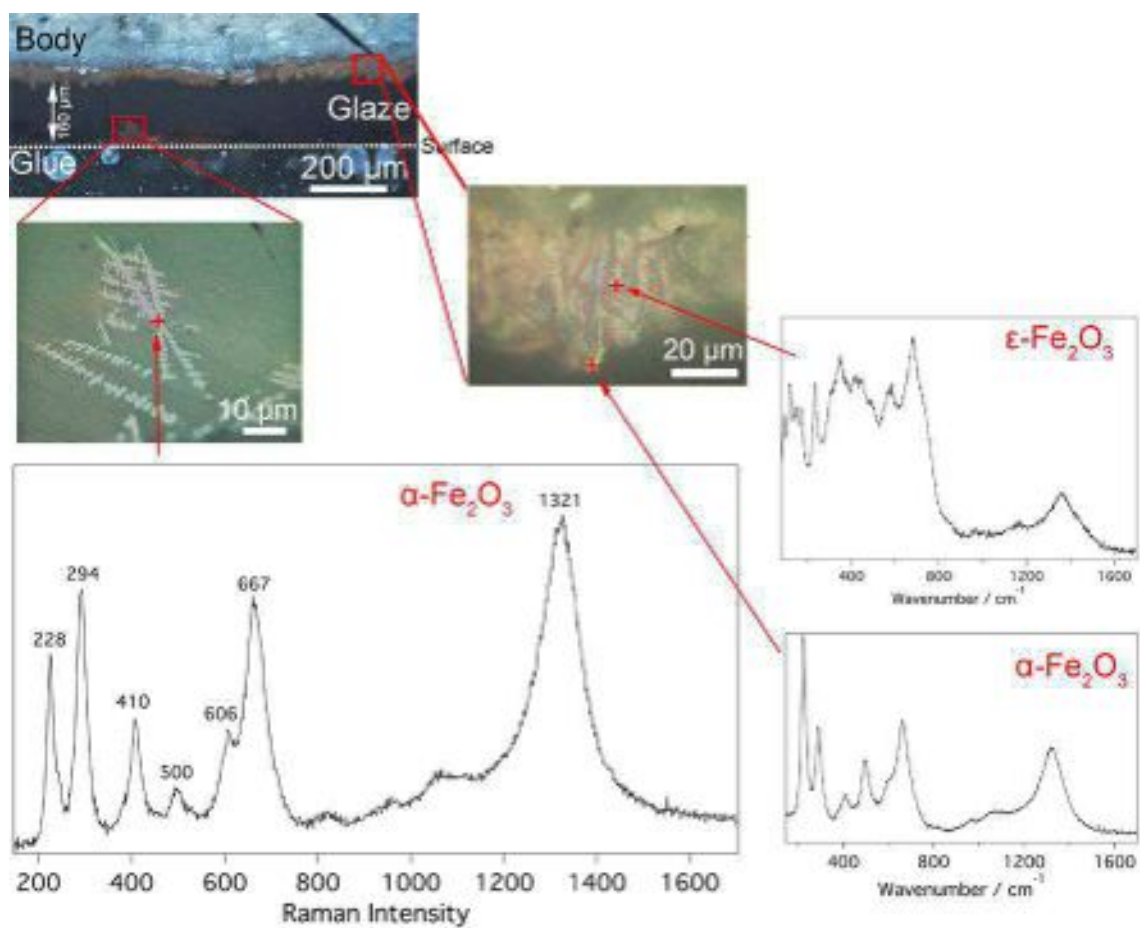 Body
160 µm
Glaze
Surface
Glue
200 µm
10 µm
20 µm
ε-Fe₂O₃
400 800 1200 1600
Wavenumber / cm⁻¹
α-Fe₂O₃
228
294
410
500
606
667
1321
200 400 600 800 1000 1200 1400 1600
Raman Intensity
α-Fe₂O₃
400 800 1200 1600
Wavenumber / cm⁻¹